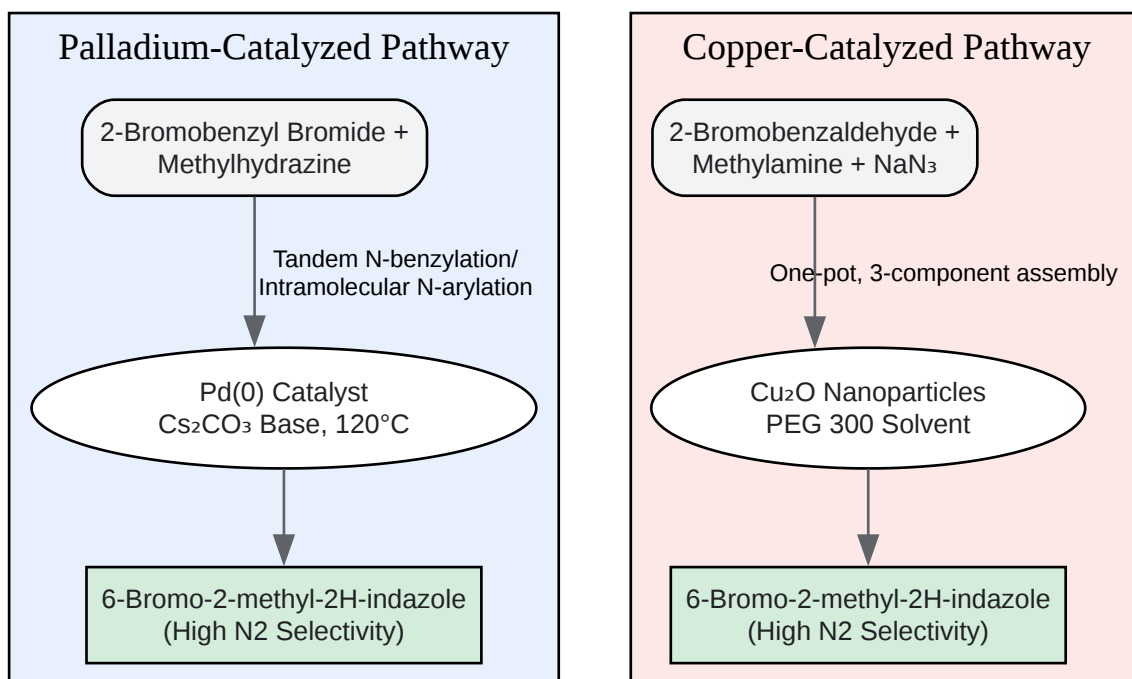 Palladium-Catalyzed Pathway
2-Bromobenzyl Bromide +
Methylhydrazine
Tandem N-benzylation/
Intramolecular N-arylation
Pd(0) Catalyst
Cs₂CO₃ Base, 120°C
6-Bromo-2-methyl-2H-indazole
(High N2 Selectivity)
Copper-Catalyzed Pathway
2-Bromobenzaldehyde +
Methylamine + NaN₃
One-pot, 3-component assembly
Cu₂O Nanoparticles
PEG 300 Solvent
6-Bromo-2-methyl-2H-indazole
(High N2 Selectivity)